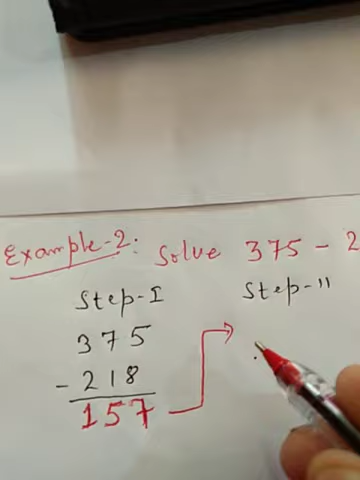 Example-2: Solve 375 - 2
Step-I
375
- 218
157
Step-II